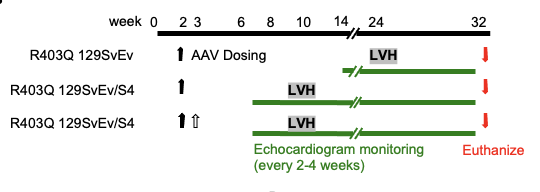 week 0 2 3 6 8 10 14 24 32
R403Q 129SvEv AAV Dosing LVH
R403Q 129SvEv/S4 LVH
R403Q 129SvEv/S4 LVH
Echocardiogram monitoring Euthanize
(every 2-4 weeks)